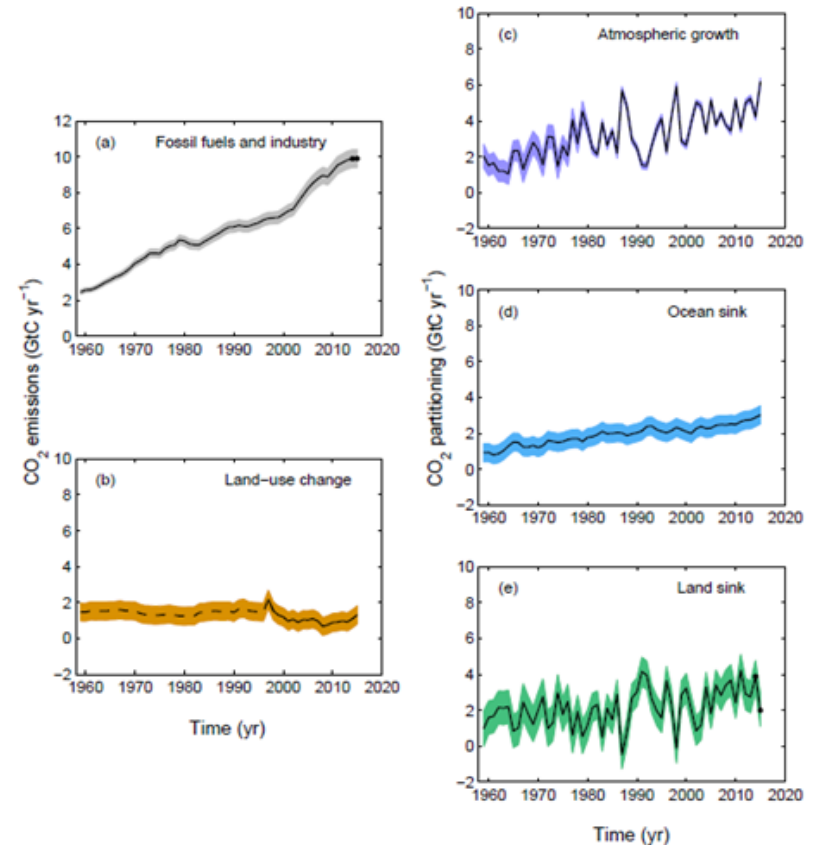 CO2 emissions (GtC yr−1)
(a) Fossil fuels and industry
12
10
8
6
4
2
0
1960 1970 1980 1990 2000 2010 2020
(b) Land−use change
10
8
6
4
2
0
−2
1960 1970 1980 1990 2000 2010 2020
Time (yr)
CO2 partitioning (GtC yr−1)
(c) Atmospheric growth
10
8
6
4
2
0
−2
1960 1970 1980 1990 2000 2010 2020
(d) Ocean sink
10
8
6
4
2
0
−2
1960 1970 1980 1990 2000 2010 2020
(e) Land sink
10
8
6
4
2
0
−2
1960 1970 1980 1990 2000 2010 2020
Time (yr)